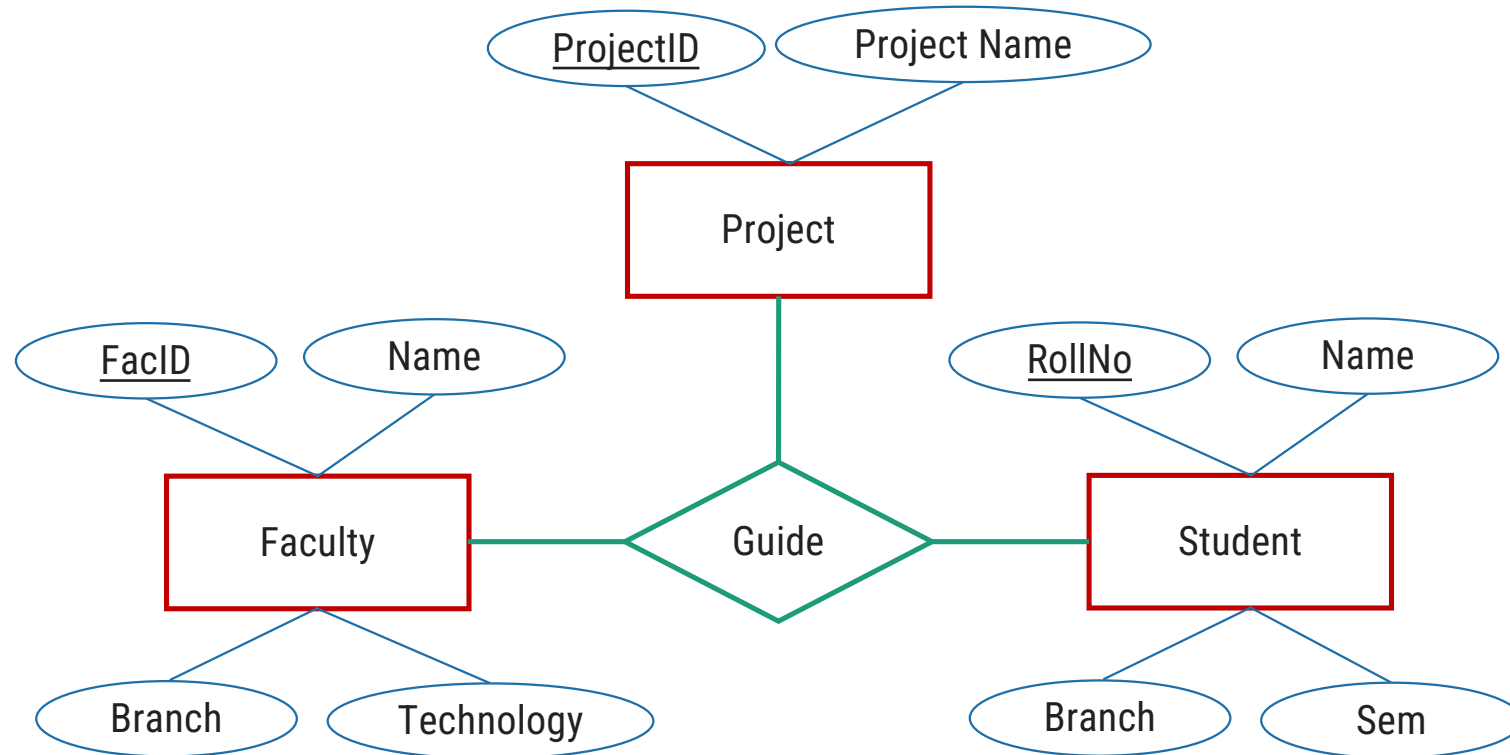 ProjectID
Project Name
Project
FacID
Name
RollNo
Name
Faculty
Guide
Student
Branch
Technology
Branch
Sem